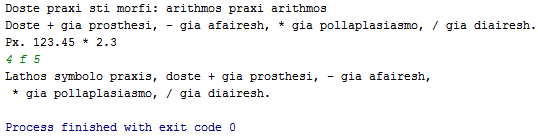 Doste praxi sti morfi: arithmos praxi arithmos
Doste + gia prosthesi, - gia afairesh, * gia pollaplasiasmo, / gia diairesh.
Px. 123.45 * 2.3
4 f 5
Lathos symbolo praxis, doste + gia prosthesi, - gia afairesh,
 * gia pollaplasiasmo, / gia diairesh.
Process finished with exit code 0